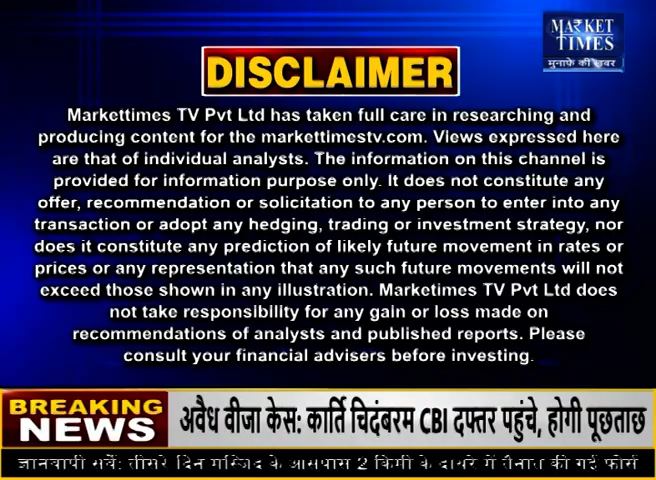 MARKET
TIMES
मुनाफे की खबर
DISCLAIMER
Markettimes TV Pvt Ltd has taken full care in researching and
producing content for the markettimestv.com. Views expressed here
are that of individual analysts. The information on this channel is
provided for information purpose only. It does not constitute any
offer, recommendation or solicitation to any person to enter into any
transaction or adopt any hedging, trading or investment strategy, nor
does it constitute any prediction of likely future movement in rates or
prices or any representation that any such future movements will not
exceed those shown in any illustration. Marketimes TV Pvt Ltd does
not take responsibility for any gain or loss made on
recommendations of analysts and published reports. Please
consult your financial advisers before investing.
BREAKING
NEWS
अवैध वीजा केस: कार्ति चिदंबरम CBI दफ्तर पहुंचे, होगी पूछताछ
ज्ञानवापी सर्वे: तीसरे दिन मस्जिद के आसपास 2 किमी के दायरे में तैनात की गई फोर्स